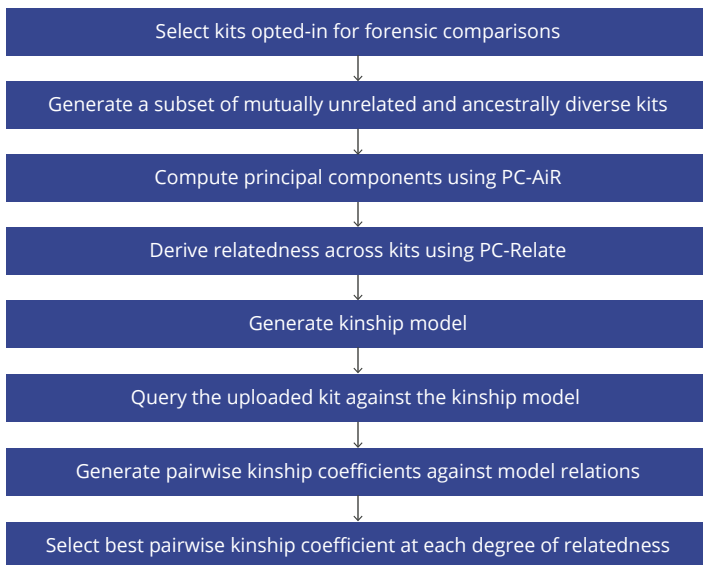 Select kits opted-in for forensic comparisons
Generate a subset of mutually unrelated and ancestrally diverse kits
Compute principal components using PC-AiR
Derive relatedness across kits using PC-Relate
Generate kinship model
Query the uploaded kit against the kinship model
Generate pairwise kinship coefficients against model relations
Select best pairwise kinship coefficient at each degree of relatedness